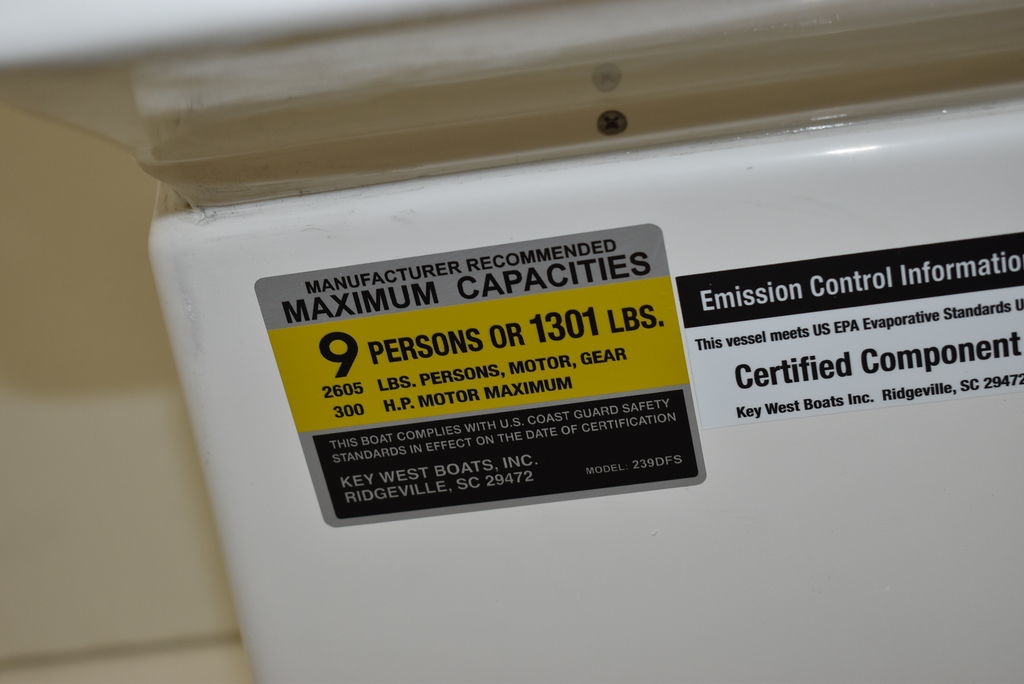 MANUFACTURER RECOMMENDED
MAXIMUM CAPACITIES
9 PERSONS OR 1301 LBS.
2605 LBS. PERSONS, MOTOR, GEAR
300 H.P. MOTOR MAXIMUM
THIS BOAT COMPLIES WITH U.S. COAST GUARD SAFETY
STANDARDS IN EFFECT ON THE DATE OF CERTIFICATION
KEY WEST BOATS, INC.
RIDGEVILLE, SC 29472
MODEL: 239DFS
Emission Control Informatio
This vessel meets US EPA Evaporative Standards U
Certified Component
Key West Boats Inc. Ridgeville, SC 29472